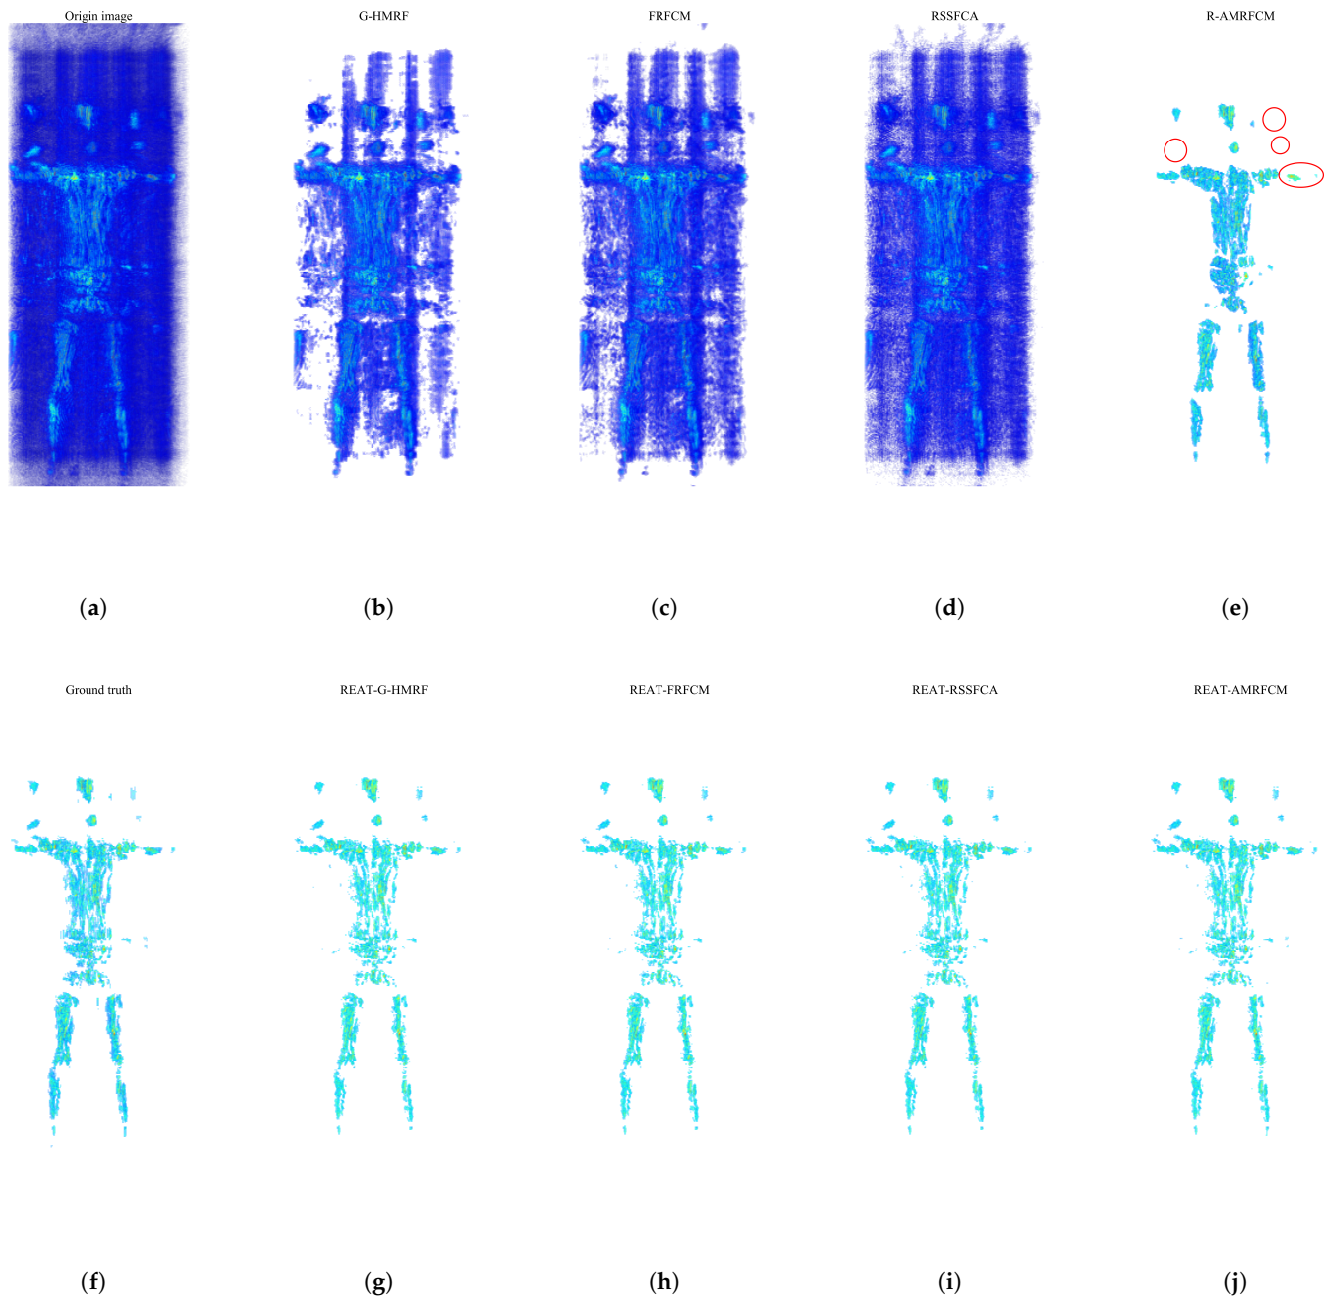 Origin image G-HMRF FRFCM RSSFCA R-AMRFCM
(a) (b) (c) (d) (e)
Ground truth REAT-G-HMRF REAT-FRFCM REAT-RSSFCA REAT-AMRFCM
(f) (g) (h) (i) (j)